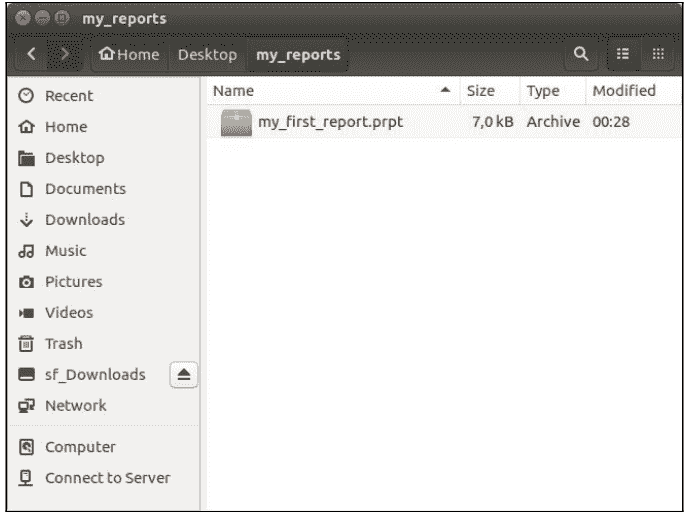 my_reports
Home Desktop my_reports
Recent
Home
Desktop
Documents
Downloads
Music
Pictures
Videos
Trash
sf_Downloads
Network
Computer
Connect to Server
Name Size Type Modified
my_first_report.prpt 7,0 kB Archive 00:28